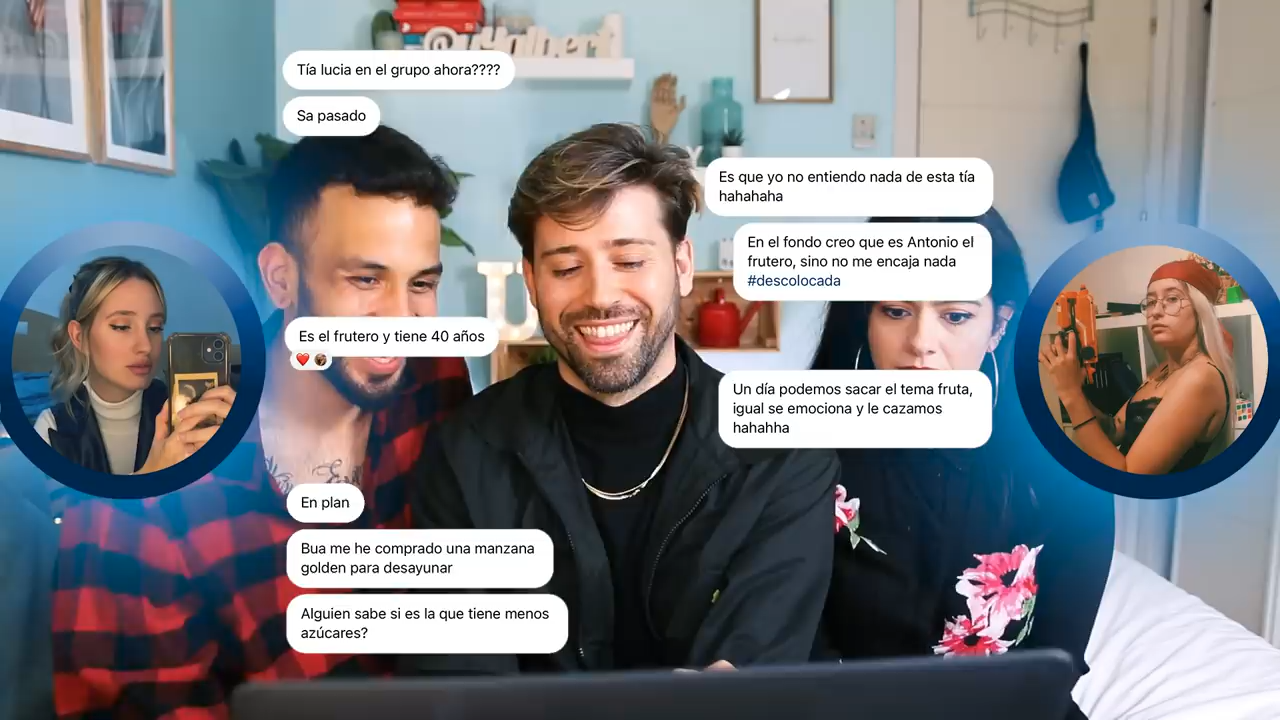 Tía lucia en el grupo ahora????
Sa pasado
Es que yo no entiendo nada de esta tía
hahahaha
En el fondo creo que es Antonio el
frutero, sino no me encaja nada
#descolocada
Es el frutero y tiene 40 años
Un día podemos sacar el tema fruta,
igual se emociona y le cazamos
hahahha
En plan
Bua me he comprado una manzana
golden para desayunar
Alguien sabe si es la que tiene menos
azúcares?